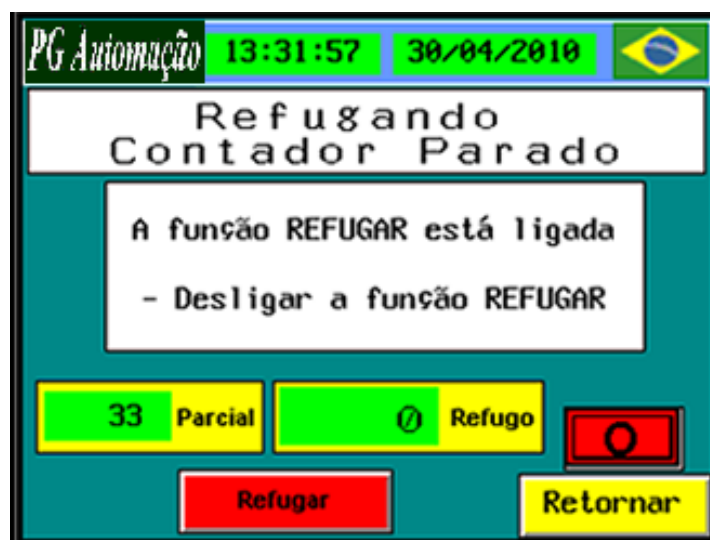 PG Automação 13:31:57 30/04/2010
Refugando
Contador Parado
A função REFUGAR está ligada
- Desligar a função REFUGAR
33 Parcial 0 Refugo
O
Refugar Retornar